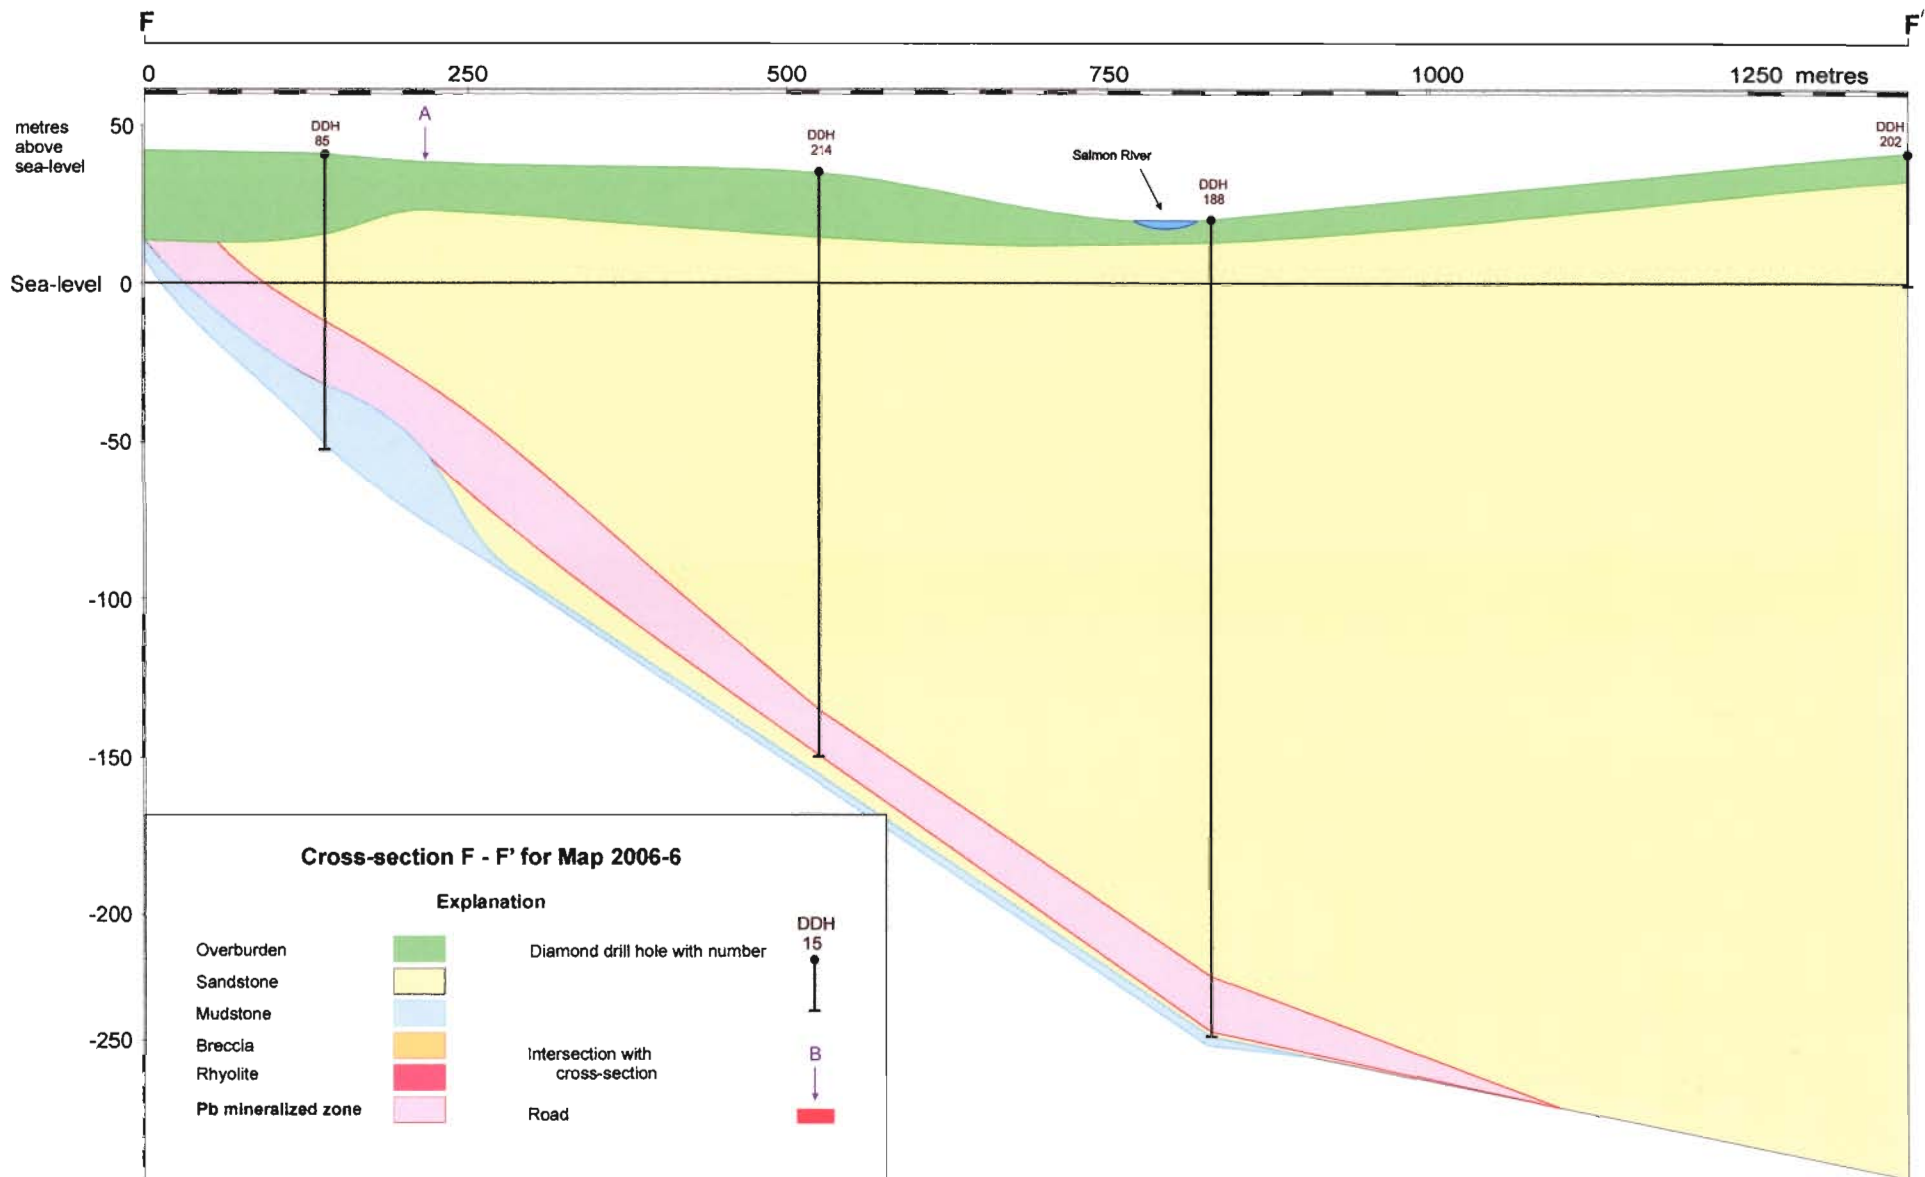 F F'
0 250 500 750 1000 1250 metres
metres
above
sea-level
50
A
DDH
85
DDH
214
Salmon River
DDH
188
DDH
202
Sea-level 0
-50
-100
-150
-200
-250
Cross-section F - F' for Map 2006-6
Explanation
Overburden
Sandstone
Mudstone
Breccia
Rhyolite
Pb mineralized zone
Diamond drill hole with number
DDH
15
Intersection with
cross-section
B
Road